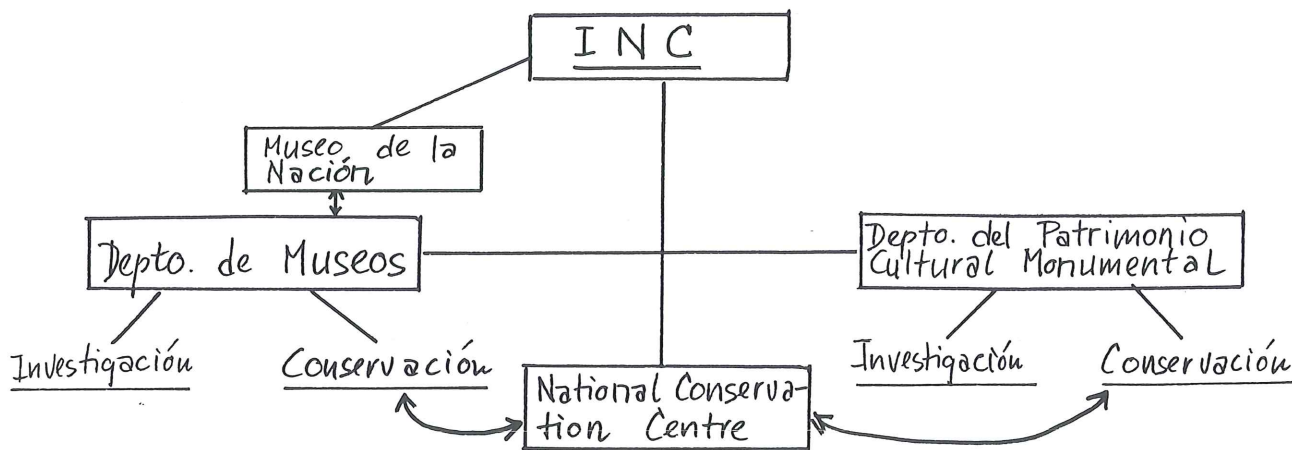 INC
Museo de la
Nación
Depto. de Museos
Depto. del Patrimonio
Cultural Monumental
Investigación
Conservación
Investigación
Conservación
National Conserva-
tion Centre